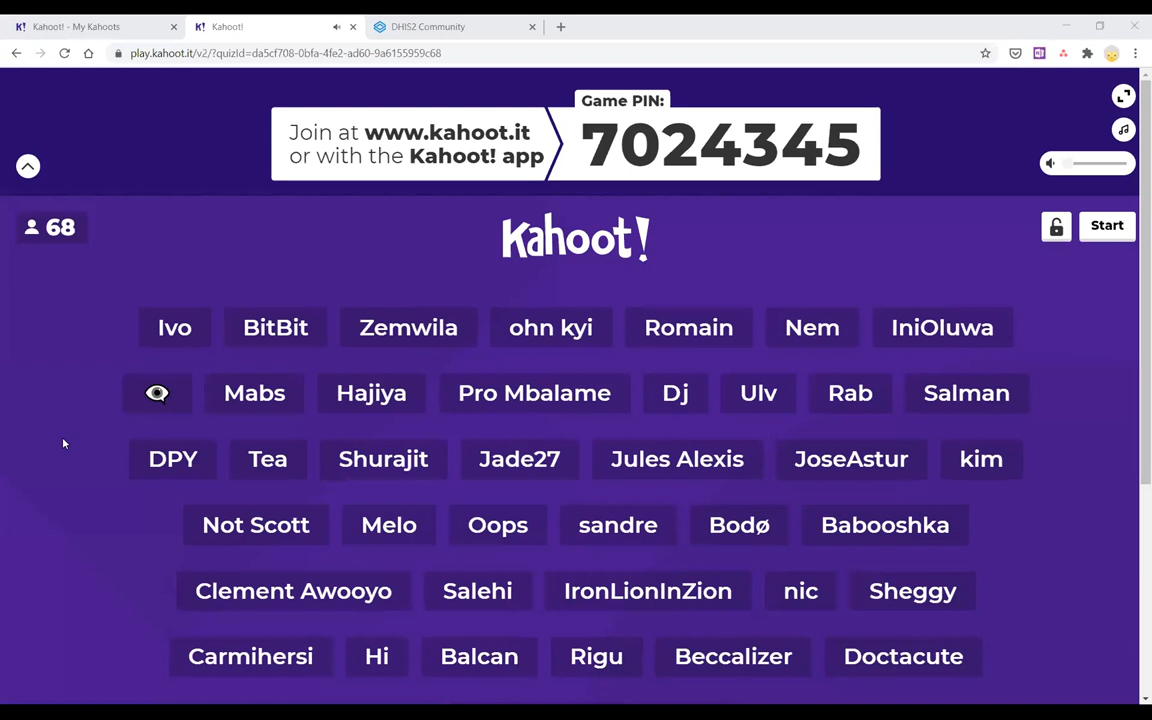 Kahoot! - My Kahoots
Kahoot!
DHIS2 Community
play.kahoot.it/v2/?quizId=da5cf708-0bfa-4fe2-ad60-9a6155959c68
Game PIN:
Join at www.kahoot.it
or with the Kahoot! app
7024345
68
Kahoot!
Start
Ivo BitBit Zemwila ohn kyi Romain Nem IniOluwa
Mabs Hajiya Pro Mbalame Dj Ulv Rab Salman
DPY Tea Shurajit Jade27 Jules Alexis JoseAstur kim
Not Scott Melo Oops sandre Bodø Babooshka
Clement Awooyo Salehi IronLionInZion nic Sheggy
Carmihersi Hi Balcan Rigu Beccalizer Doctacute